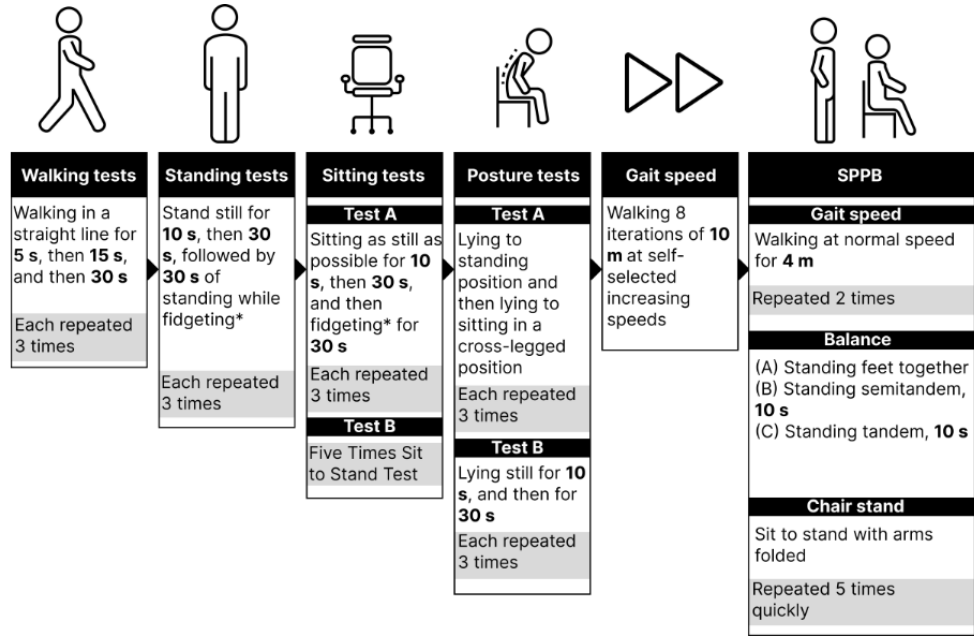 Walking tests
Walking in a
straight line for
5 s, then 15 s,
and then 30 s
Each repeated
3 times
Standing tests
Stand still for
10 s, then 30
s, followed by
30 s of
standing while
fidgeting*
Each repeated
3 times
Sitting tests
Test A
Sitting as still as
possible for 10
s, then 30 s,
and then
fidgeting* for
30 s
Each repeated
3 times
Test B
Five Times Sit
to Stand Test
Posture tests
Test A
Lying to
standing
position and
then lying to
sitting in a
cross-legged
position
Each repeated
3 times
Test B
Lying still for 10
s, and then for
30 s
Each repeated
3 times
Gait speed
Walking 8
iterations of 10
m at self-
selected
increasing
speeds
SPPB
Gait speed
Walking at normal speed
for 4 m
Repeated 2 times
Balance
(A) Standing feet together
(B) Standing semitandem,
10 s
(C) Standing tandem, 10 s
Chair stand
Sit to stand with arms
folded
Repeated 5 times
quickly